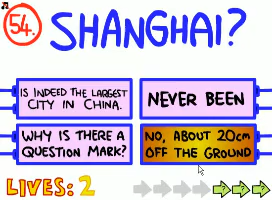 54.
SHANGHAI?
IS INDEED THE LARGEST
CITY IN CHINA.
NEVER BEEN
WHY IS THERE A
QUESTION MARK?
NO, ABOUT 20cm
OFF THE GROUND
LIVES: 2